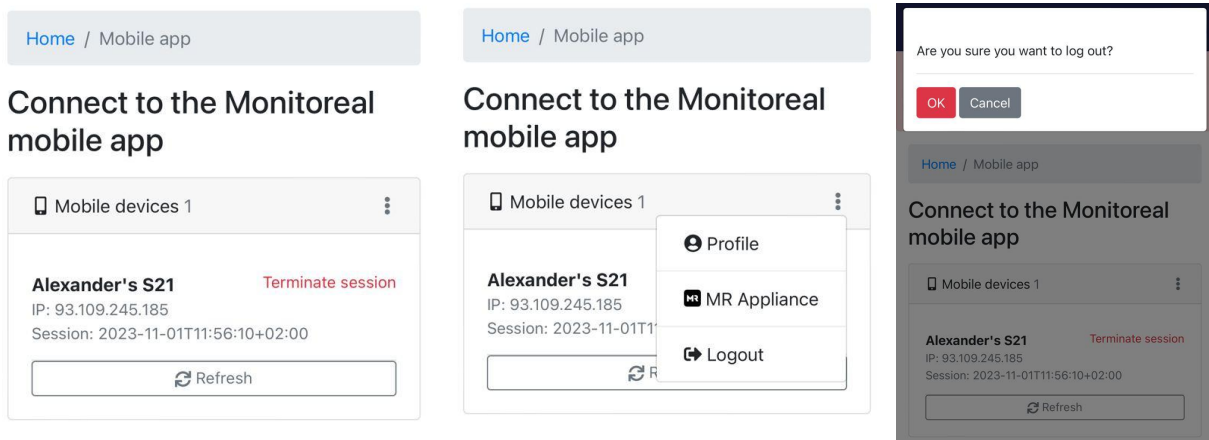 Home / Mobile app
Connect to the Monitoreal
mobile app
Mobile devices 1
Alexander's S21
Terminate session
IP: 93.109.245.185
Session: 2023-11-01T11:56:10+02:00
Refresh
Home / Mobile app
Connect to the Monitoreal
mobile app
Mobile devices 1
Profile
MR MR Appliance
Logout
Alexander's S21
IP: 93.109.245.185
Session: 2023-11-01T1
R
Are you sure you want to log out?
OK Cancel
Home / Mobile app
Connect to the Monitoreal
mobile app
Mobile devices 1
Alexander's S21
Terminate session
IP: 93.109.245.185
Session: 2023-11-01T11:56:10+02:00
Refresh